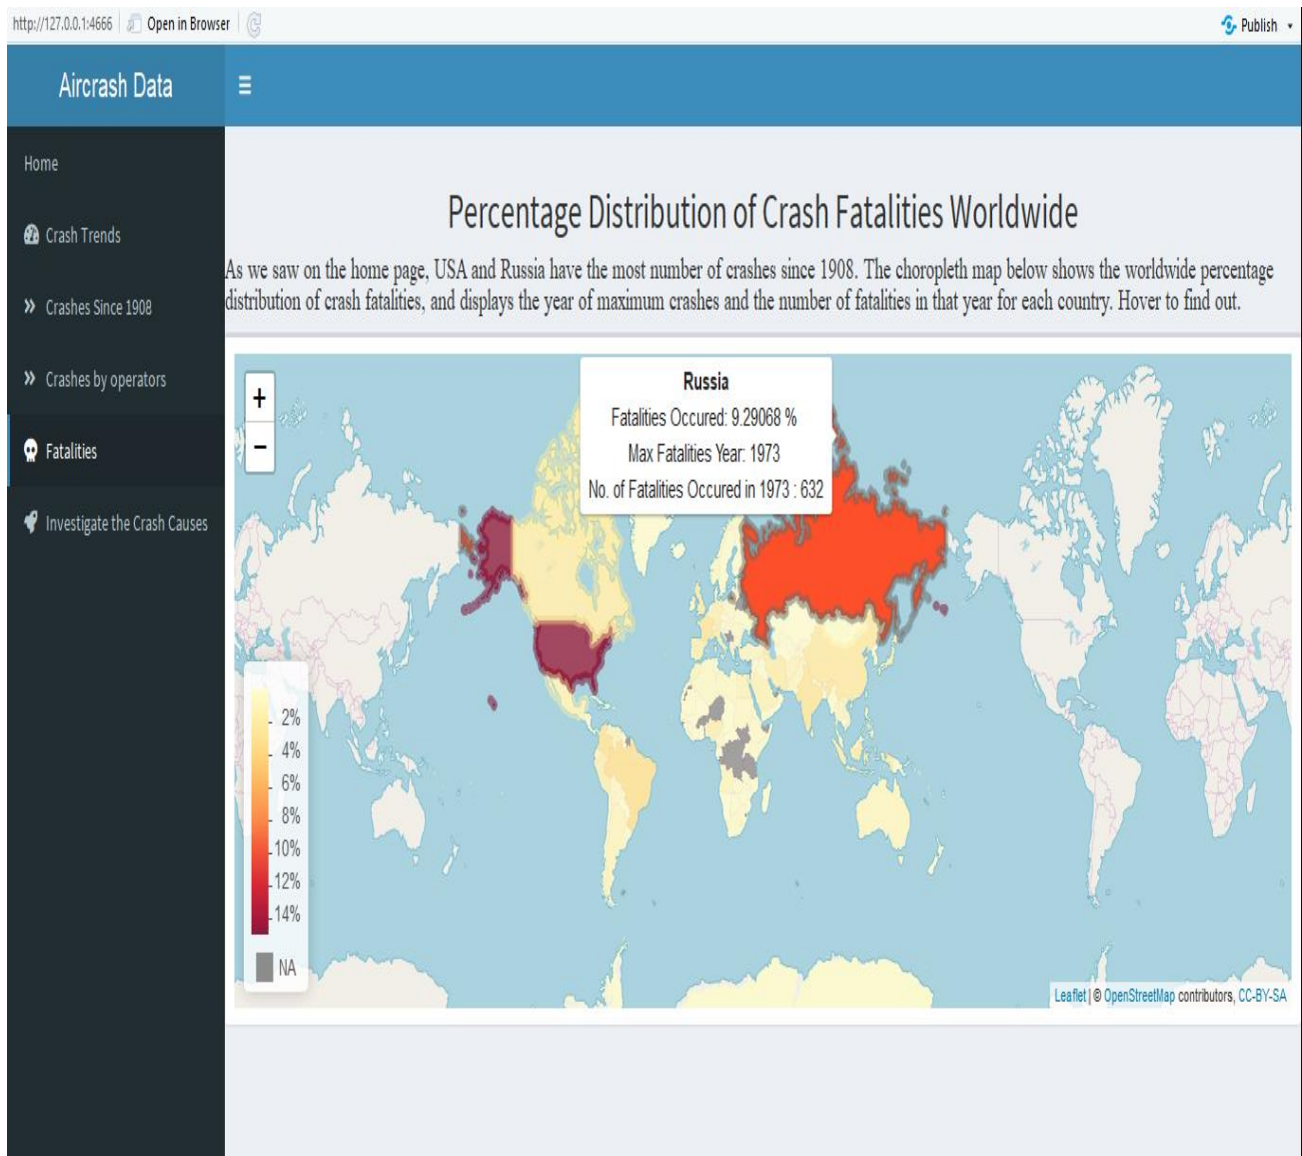 http://127.0.0.1:4666 Open in Browser Publish
Aircrash Data
Home
Crash Trends
Crashes Since 1908
Crashes by operators
Fatalities
Investigate the Crash Causes
Percentage Distribution of Crash Fatalities Worldwide
As we saw on the home page, USA and Russia have the most number of crashes since 1908. The choropleth map below shows the worldwide percentage
distribution of crash fatalities, and displays the year of maximum crashes and the number of fatalities in that year for each country. Hover to find out.
+
−
Russia
Fatalities Occured: 9.29068 %
Max Fatalities Year: 1973
No. of Fatalities Occured in 1973 : 632
2%
4%
6%
8%
10%
12%
14%
NA
Leaflet | © OpenStreetMap contributors, CC-BY-SA